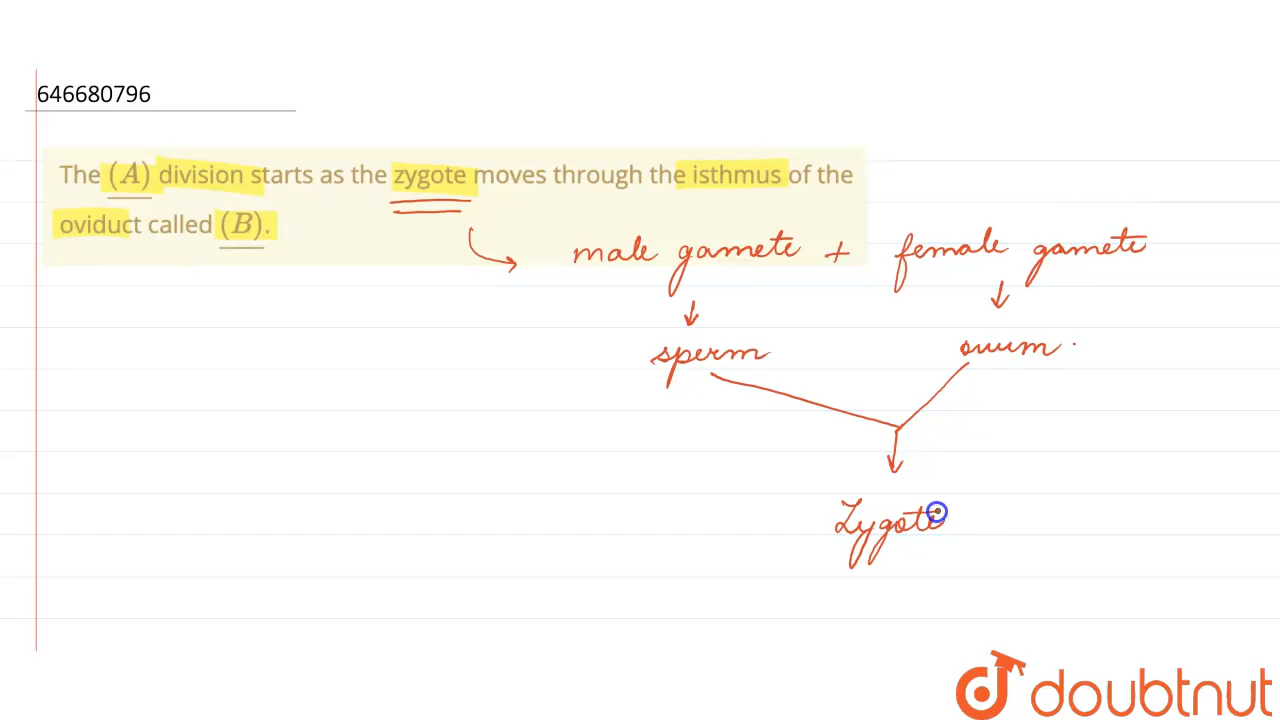 646680796
The (A) division starts as the zygote moves through the isthmus of the
oviduct called (B).
male gamete + female gamete
sperm ovum
Zygote
doubtnut